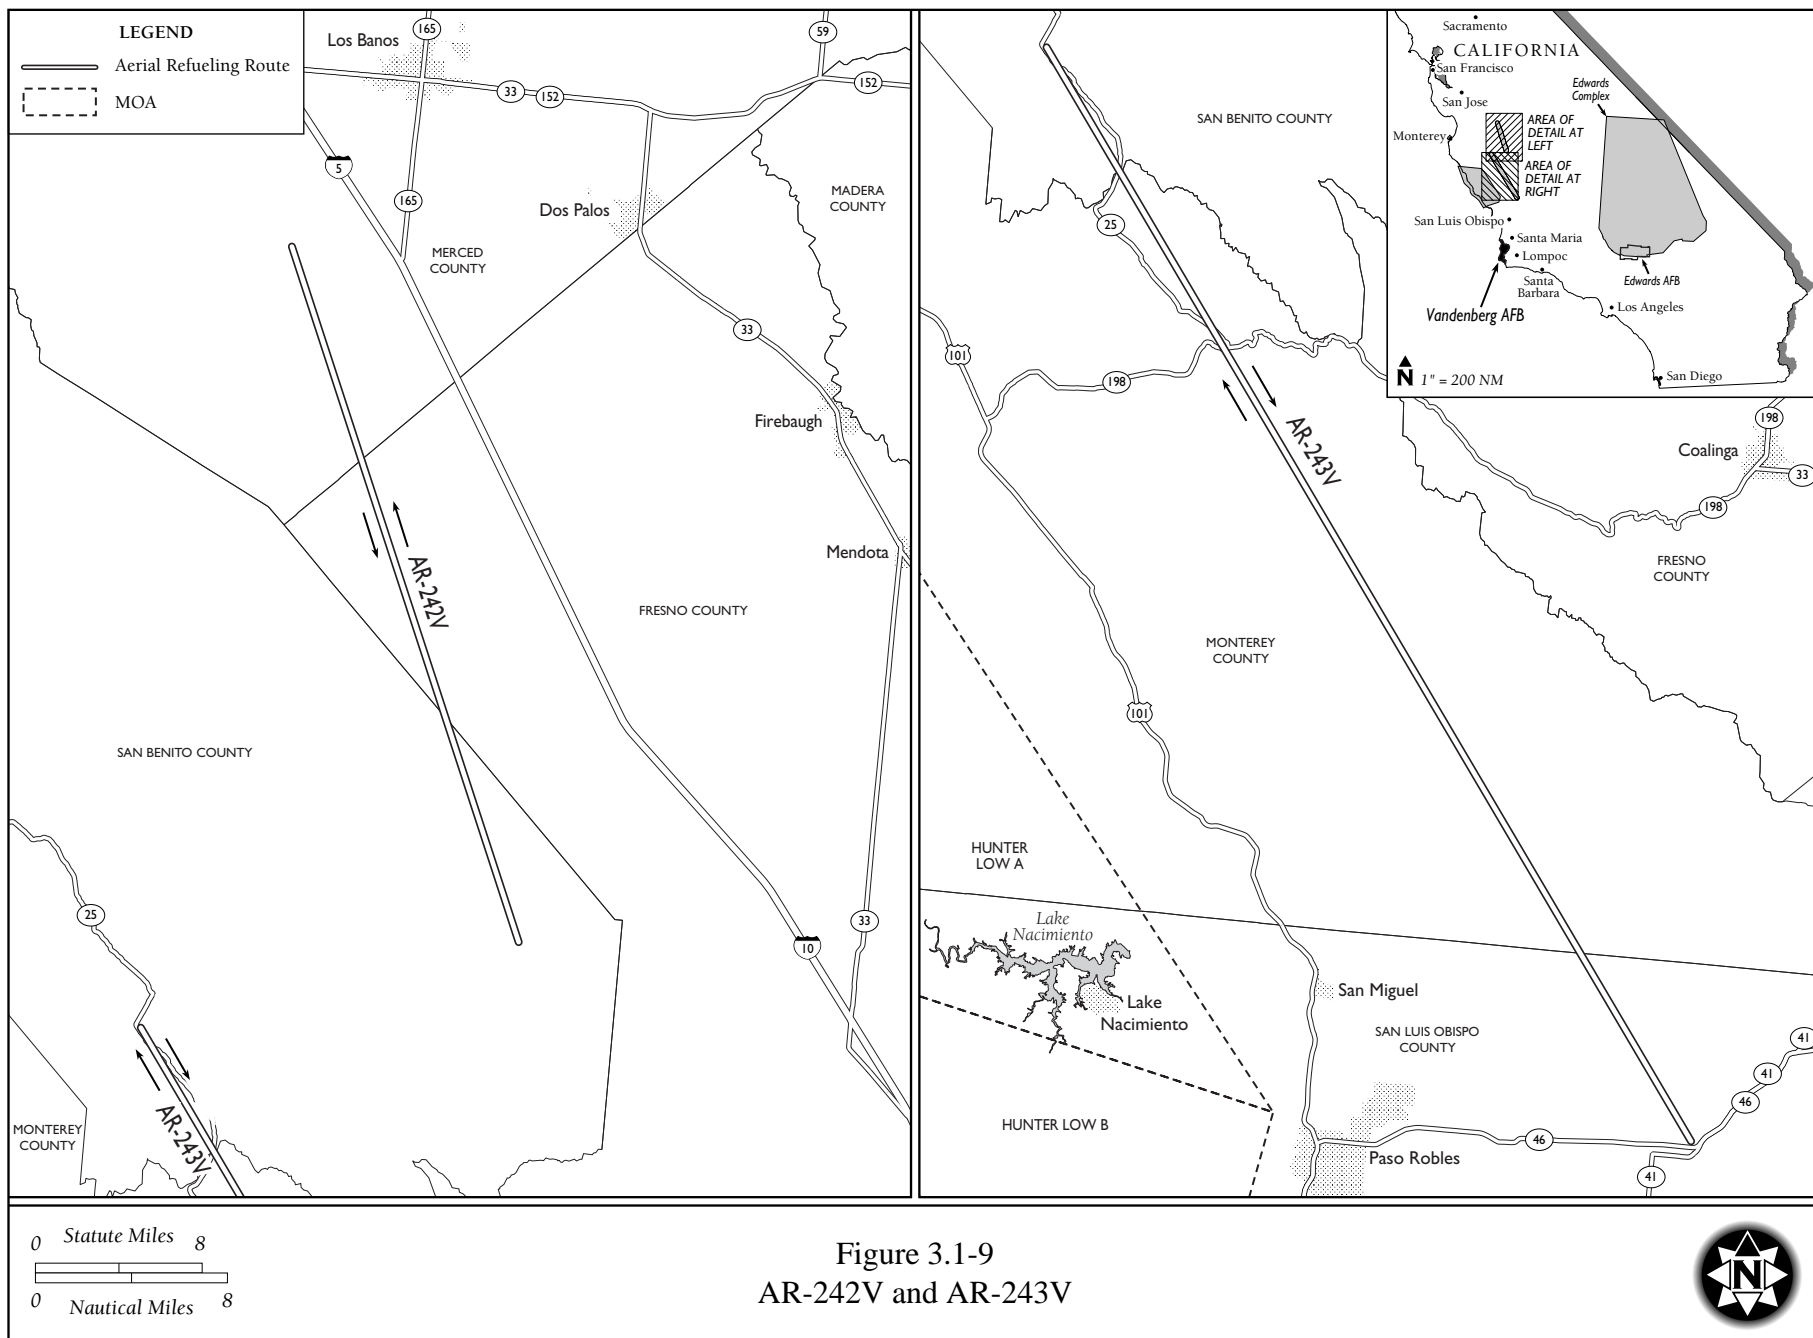 LEGEND
Aerial Refueling Route
MOA
Los Banos
165
59
33
152
152
5
165
Dos Palos
MADERA
COUNTY
MERCED
COUNTY
33
Firebaugh
Mendota
AR-242V
FRESNO COUNTY
SAN BENITO COUNTY
25
33
10
MONTEREY
COUNTY
AR-243V
SAN BENITO COUNTY
25
101
198
AR-243V
198
Coalinga
33
198
FRESNO
COUNTY
MONTEREY
COUNTY
101
HUNTER
LOW A
Lake
Nacimiento
Lake
Nacimiento
San Miguel
SAN LUIS OBISPO
COUNTY
41
41
46
HUNTER LOW B
46
Paso Robles
41
Sacramento
CALIFORNIA
San Francisco
Edwards
Complex
San Jose
AREA OF
DETAIL AT
LEFT
Monterey
AREA OF
DETAIL AT
RIGHT
San Luis Obispo
Santa Maria
Lompoc
Santa
Barbara
Edwards AFB
Los Angeles
Vandenberg AFB
N
1" = 200 NM
San Diego
0 Statute Miles 8
0 Nautical Miles 8
Figure 3.1-9
AR-242V and AR-243V
N